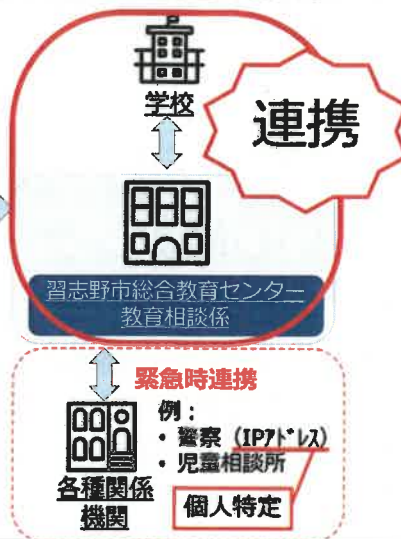 学校
連携
習志野市総合教育センター
教育相談係
緊急時連携
例：
・警察（IPｱﾄﾞﾚｽ）
・児童相談所
各種関係
機関
個人特定